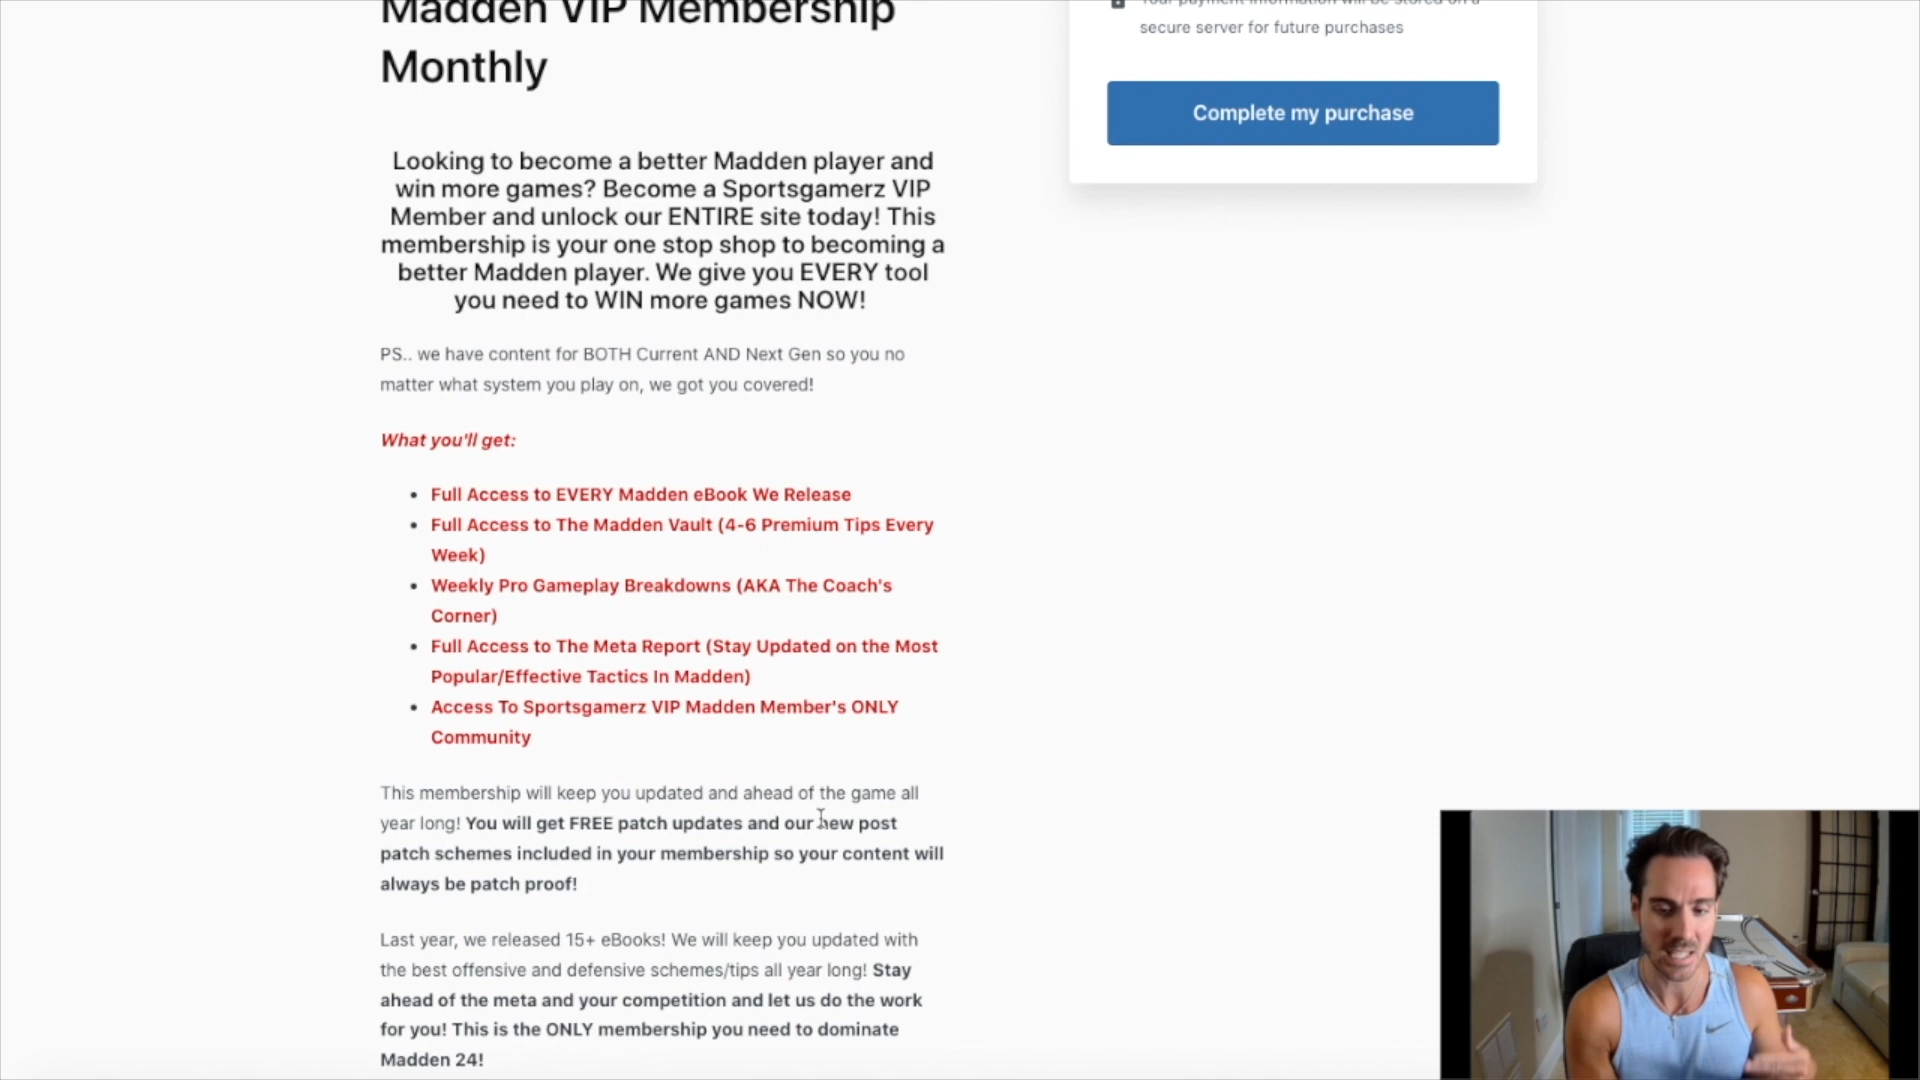 Madden VIP Membership
Monthly
Looking to become a better Madden player and
win more games? Become a Sportsgamerz VIP
Member and unlock our ENTIRE site today! This
membership is your one stop shop to becoming a
better Madden player. We give you EVERY tool
you need to WIN more games NOW!
PS.. we have content for BOTH Current AND Next Gen so you no
matter what system you play on, we got you covered!
What you'll get:
• Full Access to EVERY Madden eBook We Release
• Full Access to The Madden Vault (4-6 Premium Tips Every
Week)
• Weekly Pro Gameplay Breakdowns (AKA The Coach's
Corner)
• Full Access to The Meta Report (Stay Updated on the Most
Popular/Effective Tactics In Madden)
• Access To Sportsgamerz VIP Madden Member's ONLY
Community
This membership will keep you updated and ahead of the game all
year long! You will get FREE patch updates and our new post
patch schemes included in your membership so your content will
always be patch proof!
Last year, we released 15+ eBooks! We will keep you updated with
the best offensive and defensive schemes/tips all year long! Stay
ahead of the meta and your competition and let us do the work
for you! This is the ONLY membership you need to dominate
Madden 24!
Your payment information will be stored on a
secure server for future purchases
Complete my purchase